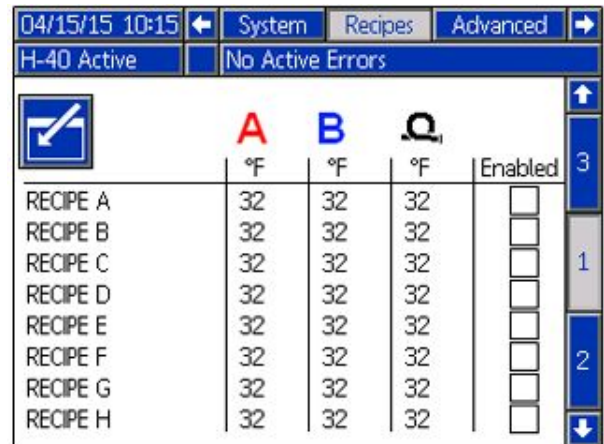 04/15/15 10:15 System Recipes Advanced
H-40 Active No Active Errors
A B
°F °F °F Enabled
RECIPE A 32 32 32
RECIPE B 32 32 32
RECIPE C 32 32 32
RECIPE D 32 32 32
RECIPE E 32 32 32
RECIPE F 32 32 32
RECIPE G 32 32 32
RECIPE H 32 32 32
3
1
2